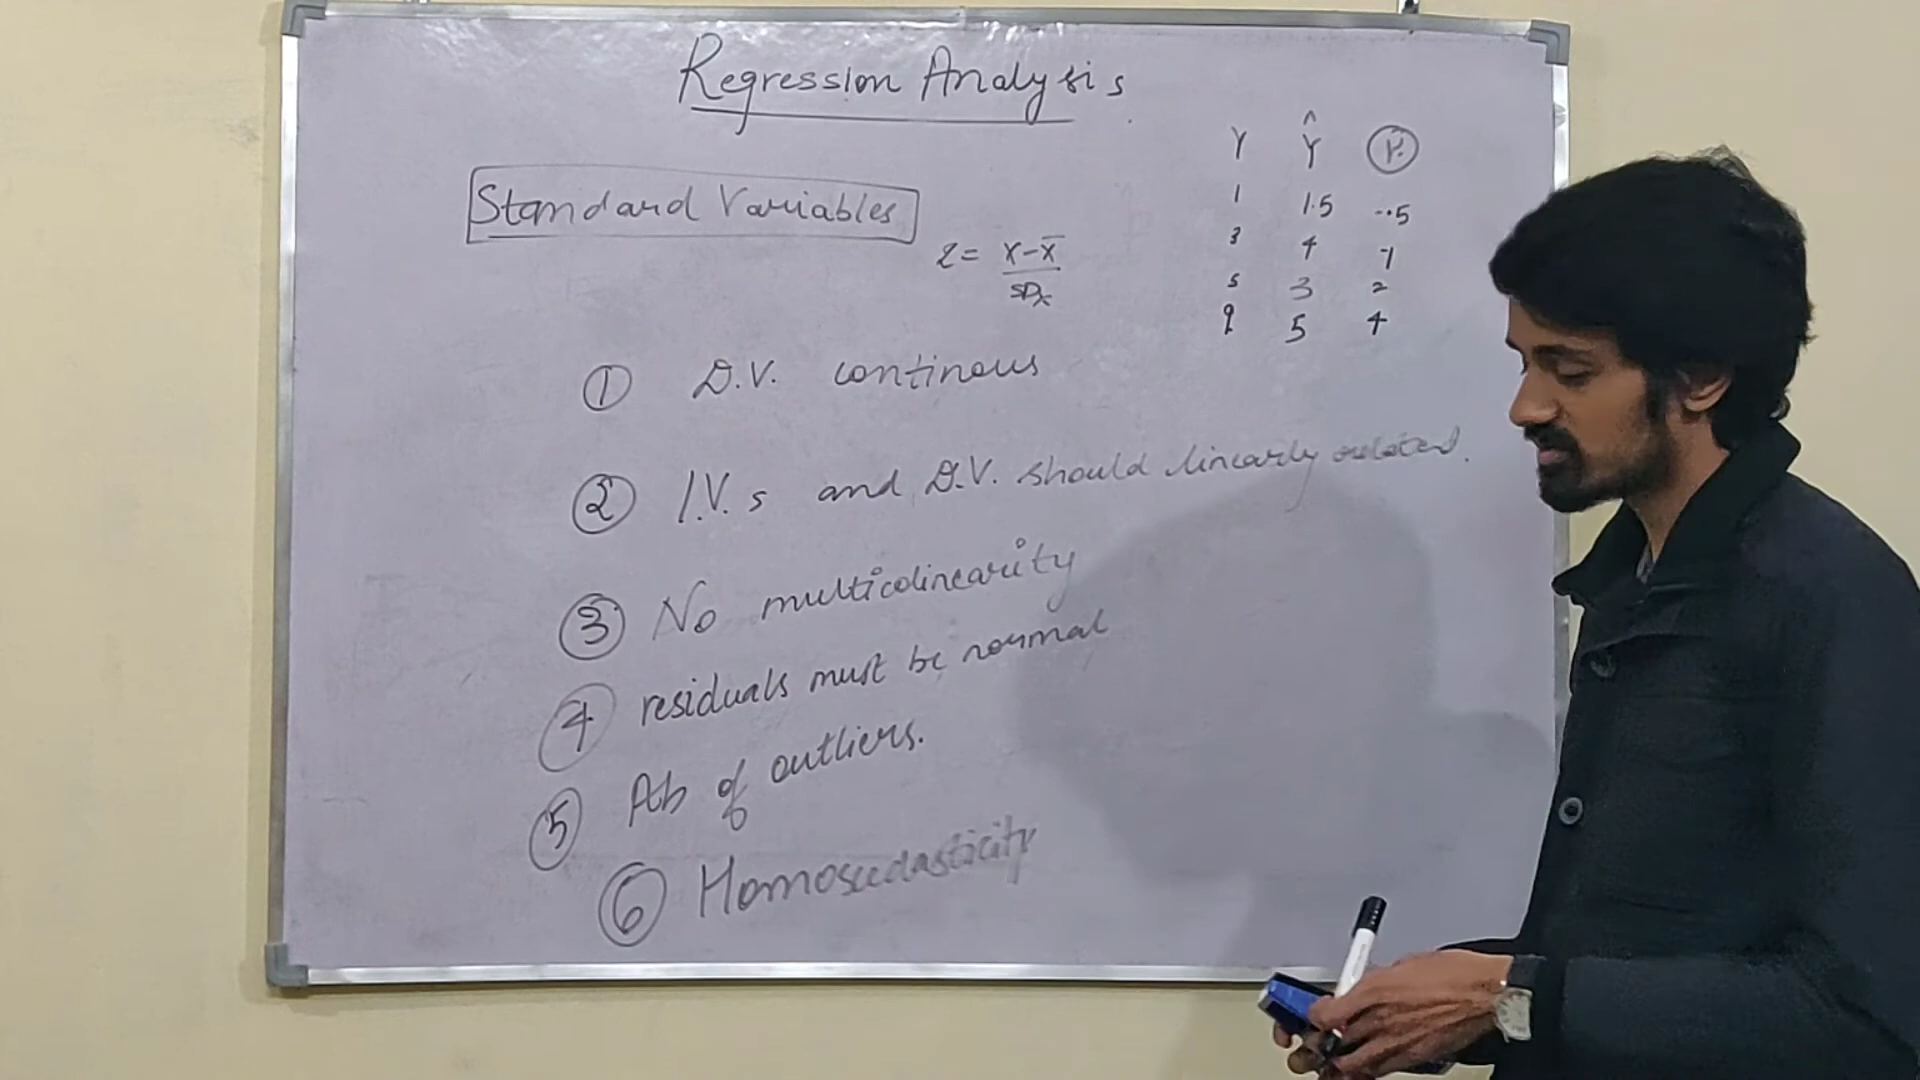 Regression Analysis
Standard Variables
Z = X-X̄ / SDx
Y Ŷ
1 1.5 -.5
3 4 -1
5 3 2
9 5 4
① D.V. continous
② I.V.s and D.V. should linearly related.
③ No multicolinearity
④ residuals must be normal
⑤ Ab of outliers.
⑥ Homoscedasticity